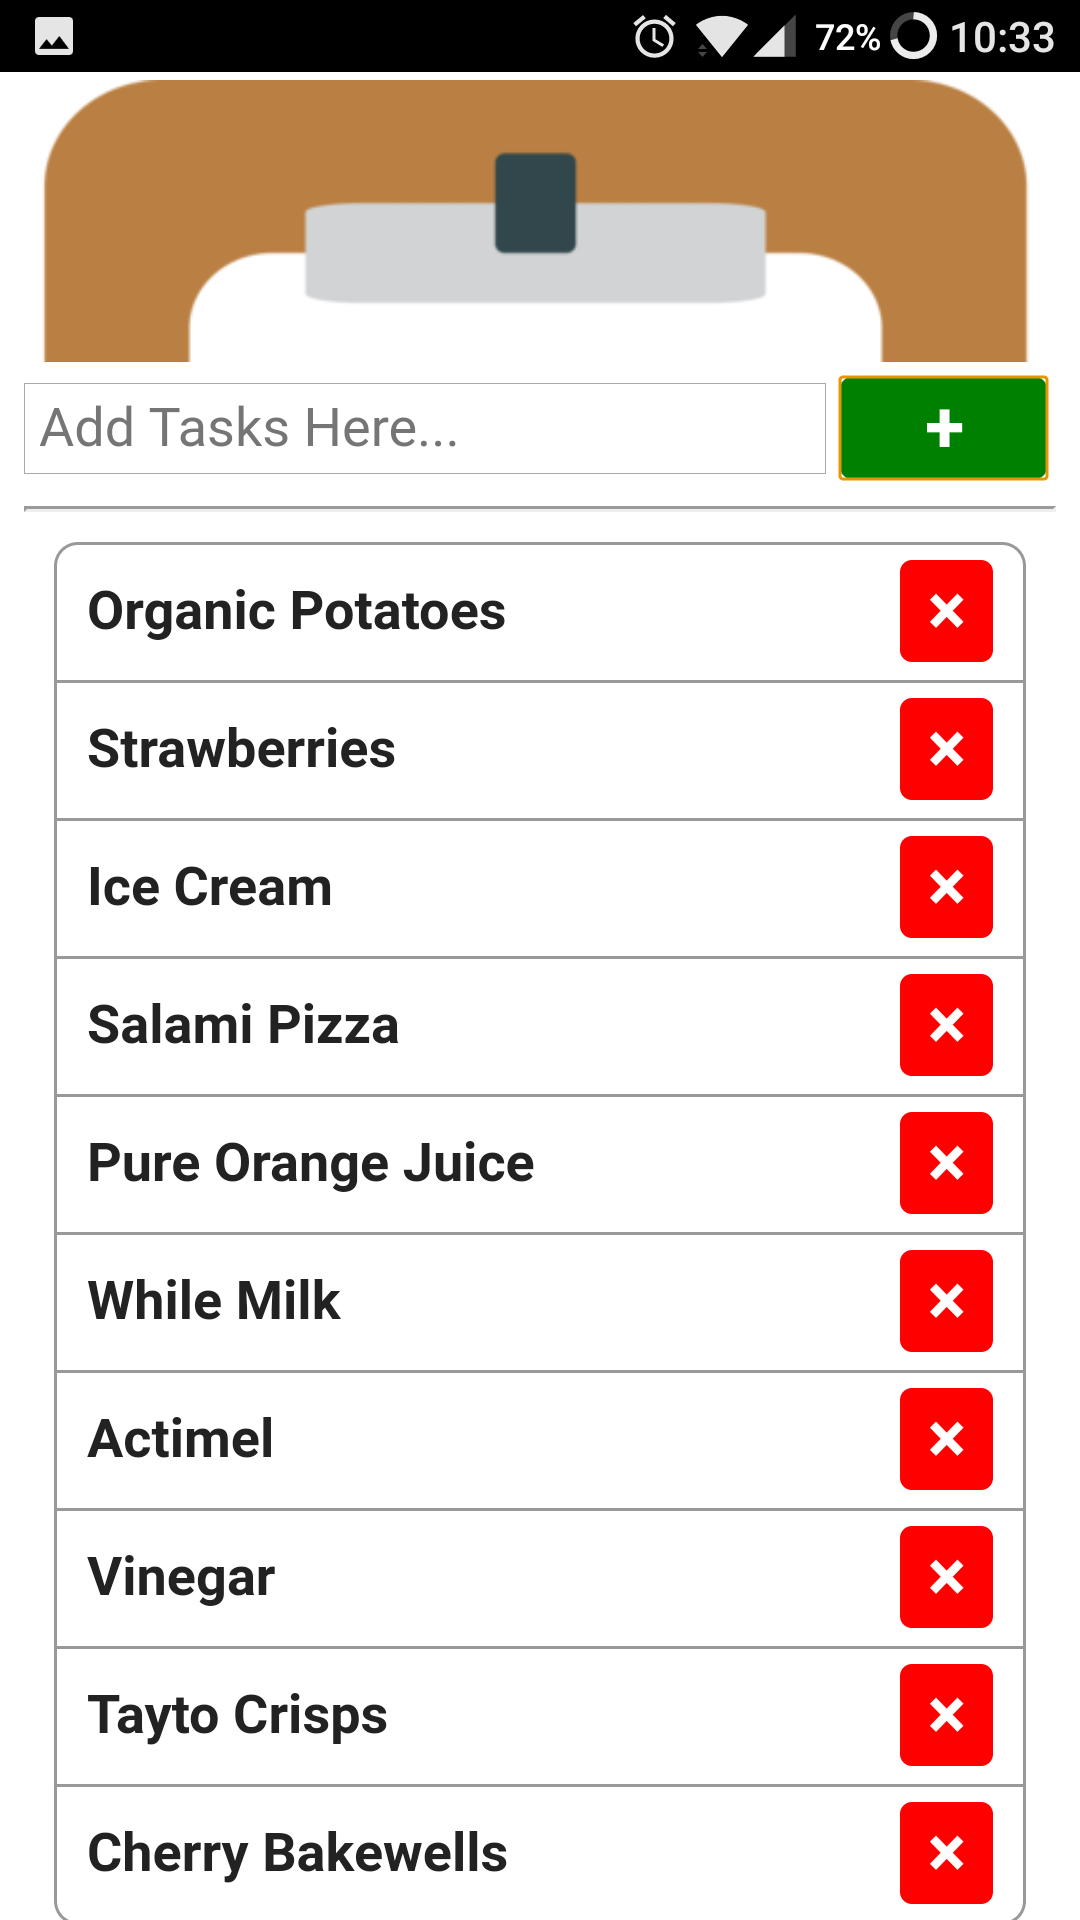 72% 10:33
Add Tasks Here...
+
Organic Potatoes ×
Strawberries ×
Ice Cream ×
Salami Pizza ×
Pure Orange Juice ×
While Milk ×
Actimel ×
Vinegar ×
Tayto Crisps ×
Cherry Bakewells ×